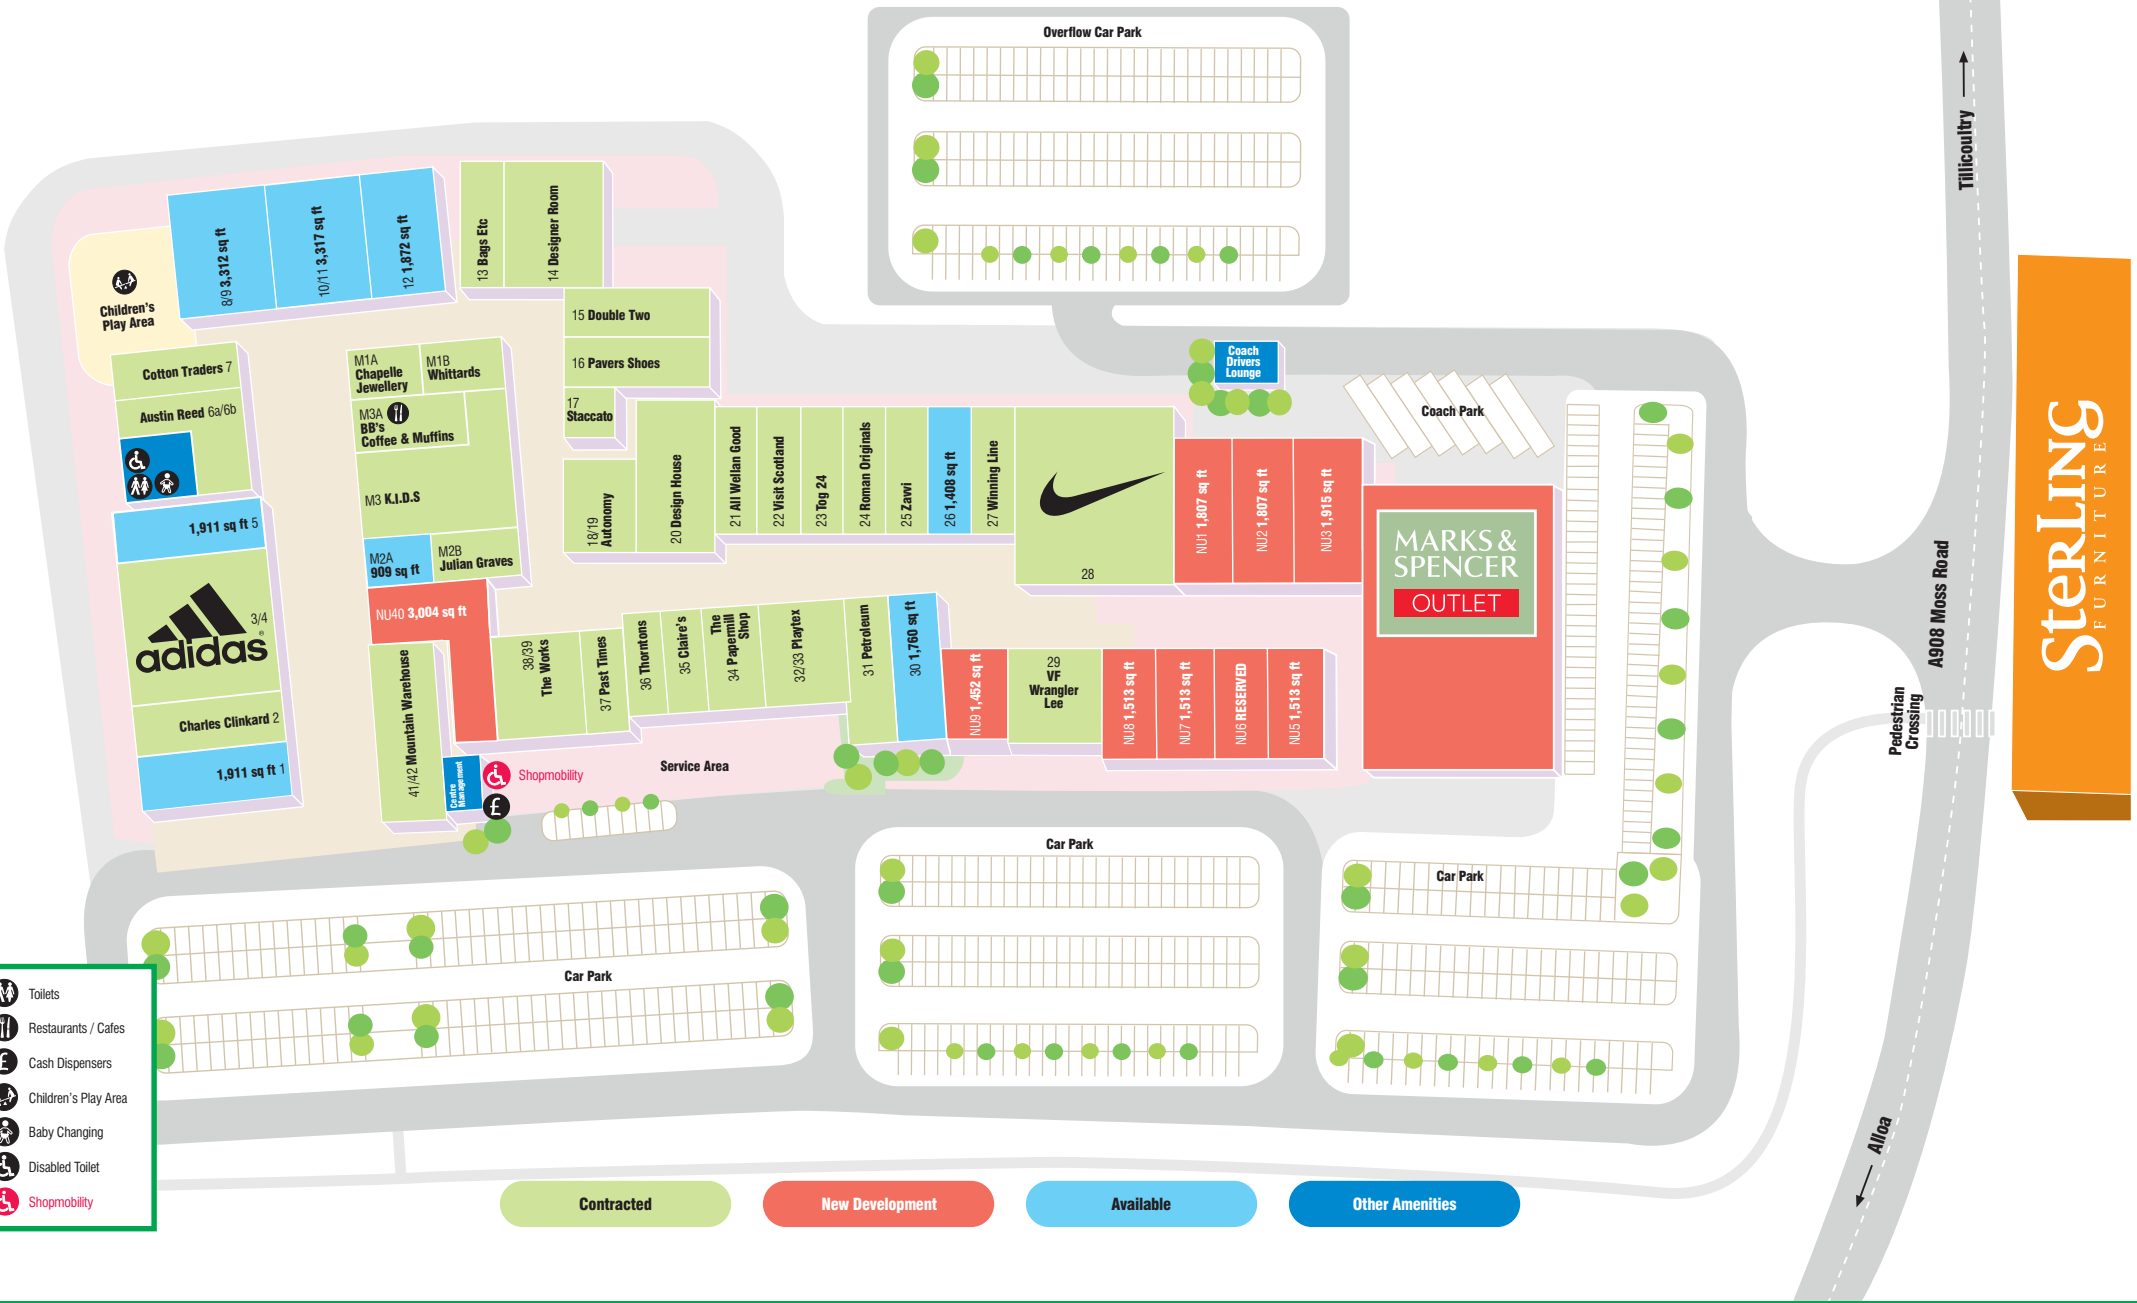 Overflow Car Park
Tillicoultry
8/9 3,312 sq ft
10/11 3,317 sq ft
12 1,872 sq ft
13 Bags Etc
14 Designer Room
Children's
Play Area
15 Double Two
16 Pavers Shoes
17
Staccato
Coach
Drivers
Lounge
Coach Park
Cotton Traders 7
Austin Reed 6a/6b
M1A
Chapelle
Jewellery
M1B
Whittards
M3A
BB's
Coffee & Muffins
M3 K.I.D.S
M2A
909 sq ft
M2B
Julian Graves
NU40 3,004 sq ft
1,911 sq ft 5
3/4
adidas
®
Charles Clinkard 2
1,911 sq ft 1
18/19
Autonomy
20 Design House
21 All Wellan Good
22 Visit Scotland
23 Tog 24
24 Roman Originals
25 Zavvi
26 1,408 sq ft
27 Winning Line
28
NU1 1,807 sq ft
NU2 1,807 sq ft
NU3 1,915 sq ft
MARKS &
SPENCER
OUTLET
SterLinG
FURNITURE
A908 Moss Road
Pedestrian
Crossing
41/42 Mountain Warehouse
38/39
The Works
37 Past Times
36 Thorntons
35 Claire's
34 Papermill
The
Shop
32/33 Playtex
31 Petroleum
30 1,760 sq ft
NU9 1,452 sq ft
29
VF
Wrangler
Lee
NU8 1,513 sq ft
NU7 1,513 sq ft
NU6 RESERVED
NU5 1,513 sq ft
Centre
Management
Shopmobility
£
Service Area
Car Park
Car Park
Car Park
Alloa
Toilets
Restaurants / Cafes
£ Cash Dispensers
Children's Play Area
Baby Changing
Disabled Toilet
Shopmobility
Contracted
New Development
Available
Other Amenities